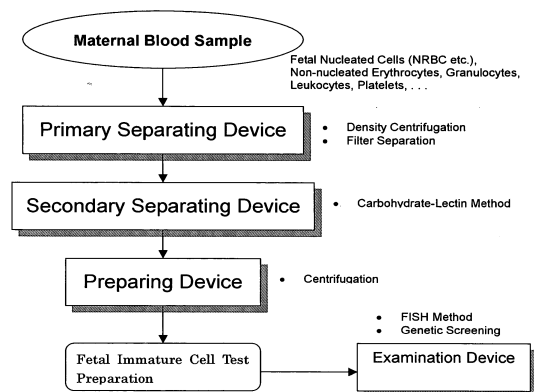 Maternal Blood Sample
Fetal Nucleated Cells (NRBC etc.),
Non-nucleated Erythrocytes, Granulocytes,
Leukocytes, Platelets, . . .
Primary Separating Device
• Density Centrifugation
• Filter Separation
Secondary Separating Device
• Carbohydrate-Lectin Method
Preparing Device
• Centrifugation
• FISH Method
• Genetic Screening
Fetal Immature Cell Test
Preparation
Examination Device